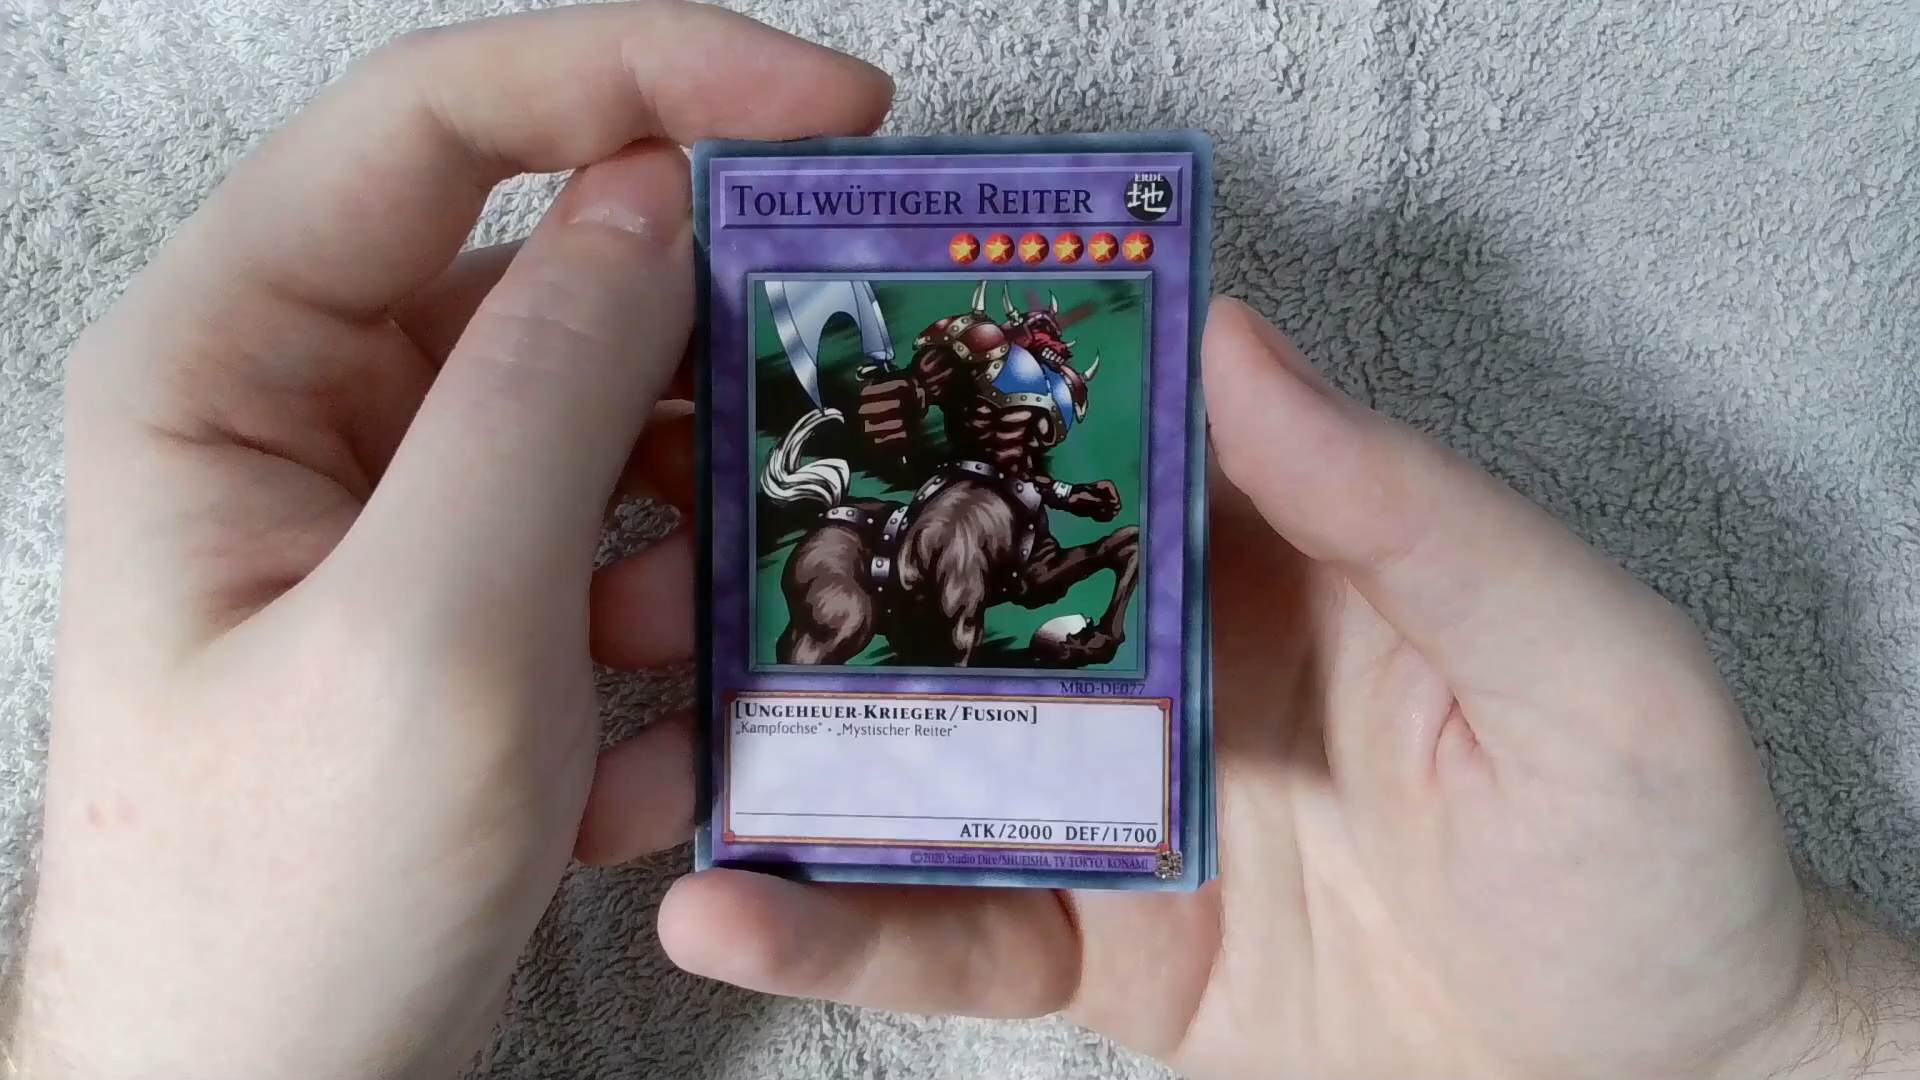 TOLLWÜTIGER REITER
ERDE
地
MRD-DE077
[UNGEHEUER-KRIEGER/FUSION]
„Kampfochse“ • „Mystischer Reiter“
ATK/2000 DEF/1700
©2020 Studio Dice/SHUEISHA, TV TOKYO, KONAMI